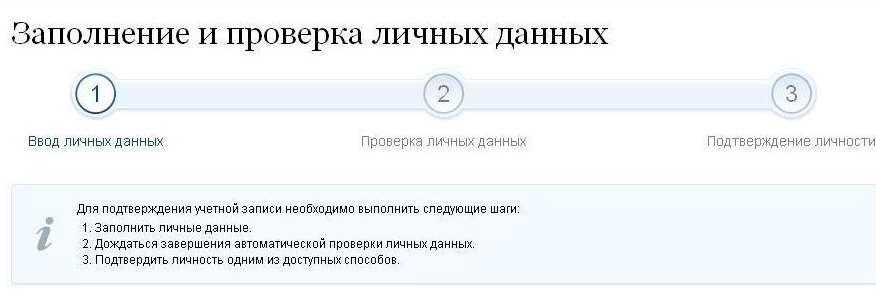 Заполнение и проверка личных данных
1 2 3
Ввод личных данных Проверка личных данных Подтверждение личности
Для подтверждения учетной записи необходимо выполнить следующие шаги:
1. Заполнить личные данные.
2. Дождаться завершения автоматической проверки личных данных.
3. Подтвердить личность одним из доступных способов.